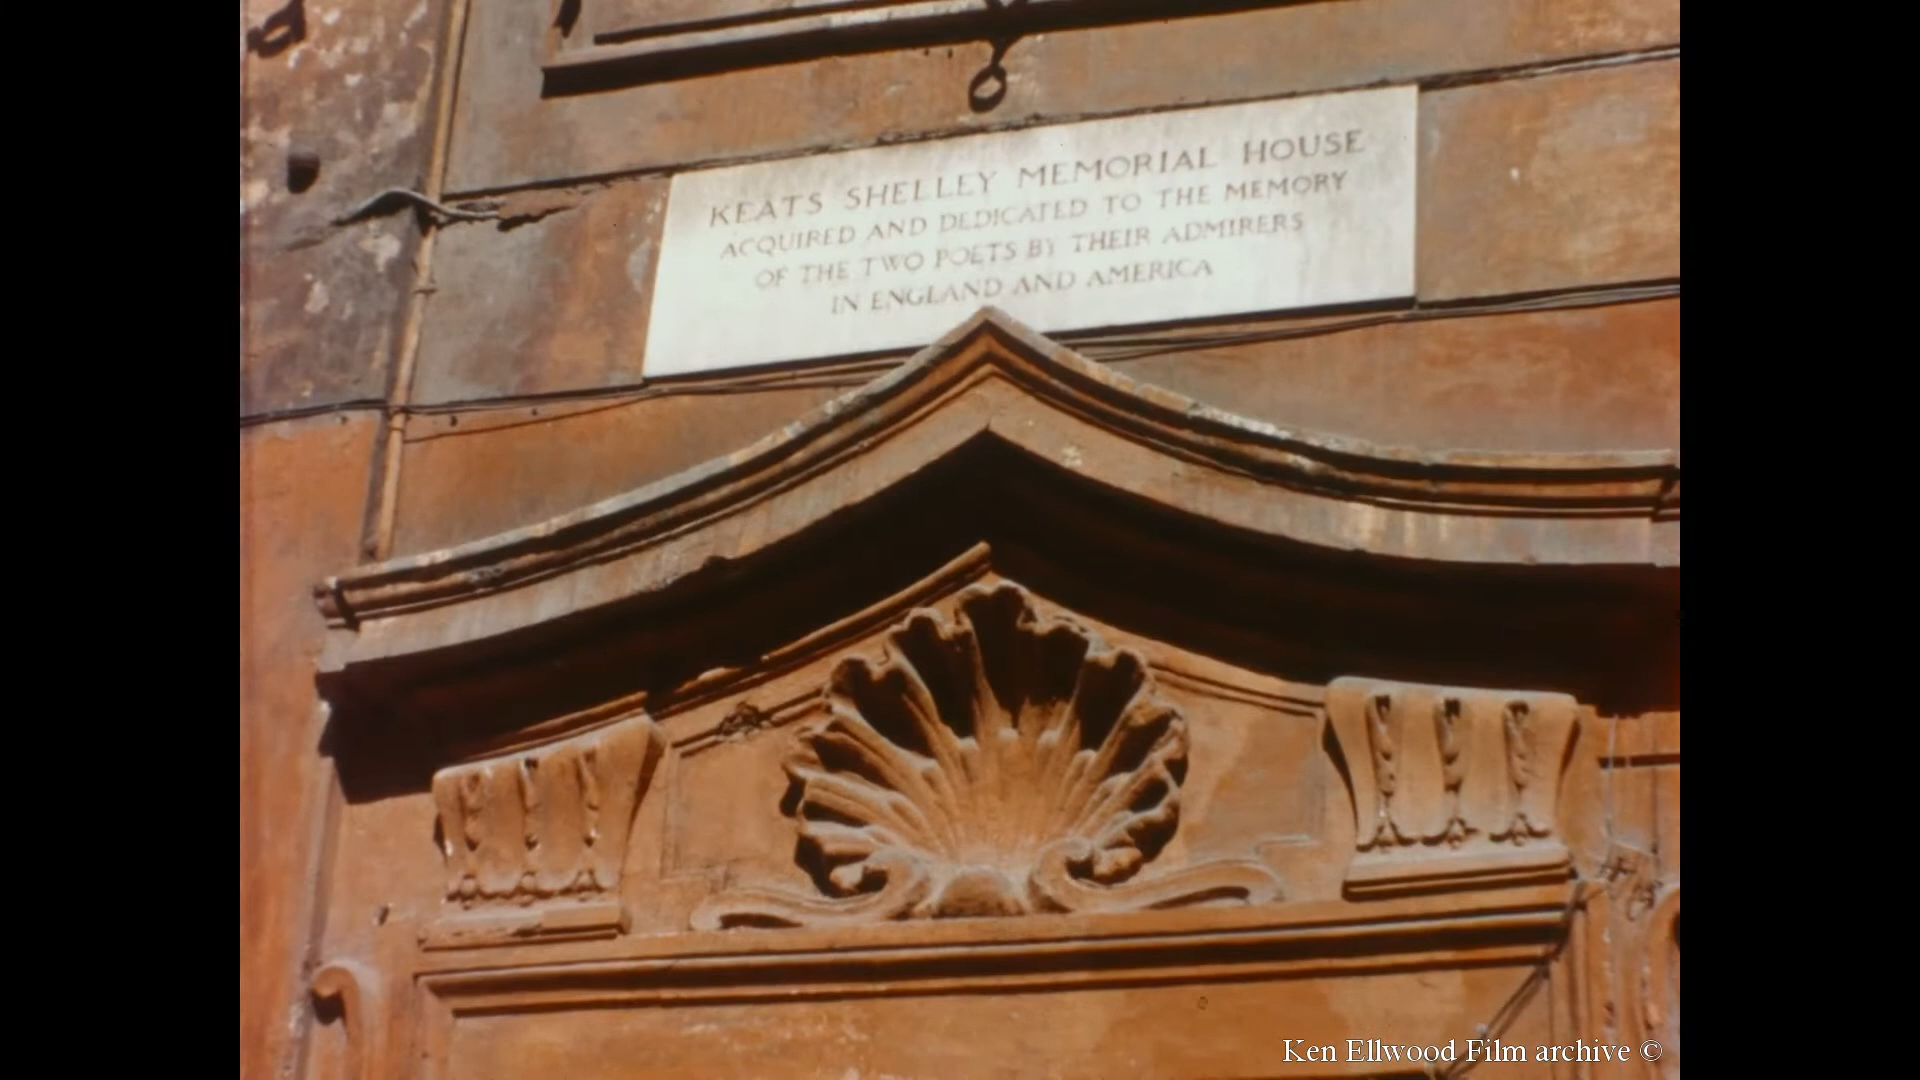 KEATS SHELLEY MEMORIAL HOUSE
ACQUIRED AND DEDICATED TO THE MEMORY
OF THE TWO POETS BY THEIR ADMIRERS
IN ENGLAND AND AMERICA
Ken Ellwood Film archive ©